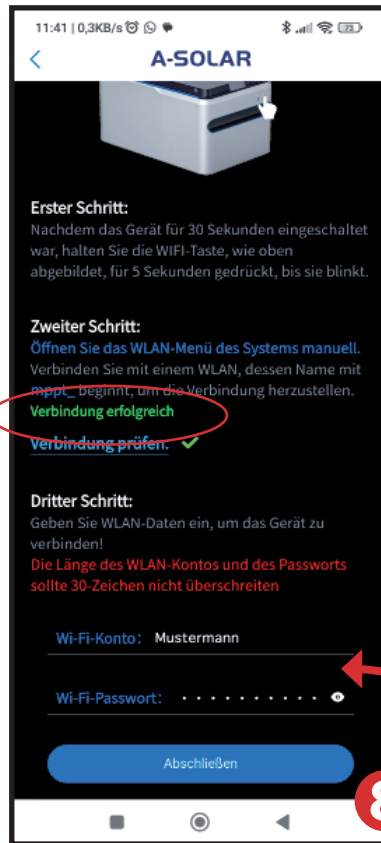 11:41 | 0,3KB/s 72
A-SOLAR
Erster Schritt:
Nachdem das Gerät für 30 Sekunden eingeschaltet
war, halten Sie die WIFI-Taste, wie oben
abgebildet, für 5 Sekunden gedrückt, bis sie blinkt.
Zweiter Schritt:
Öffnen Sie das WLAN-Menü des Systems manuell.
Verbinden Sie mit einem WLAN, dessen Name mit
mppt_ beginnt, um die Verbindung herzustellen.
Verbindung erfolgreich
Verbindung prüfen.
Dritter Schritt:
Geben Sie WLAN-Daten ein, um das Gerät zu
verbinden!
Die Länge des WLAN-Kontos und des Passworts
sollte 30-Zeichen nicht überschreiten
Wi-Fi-Konto: Mustermann
Wi-Fi-Passwort: · · · · · · · · · ·
Abschließen
8